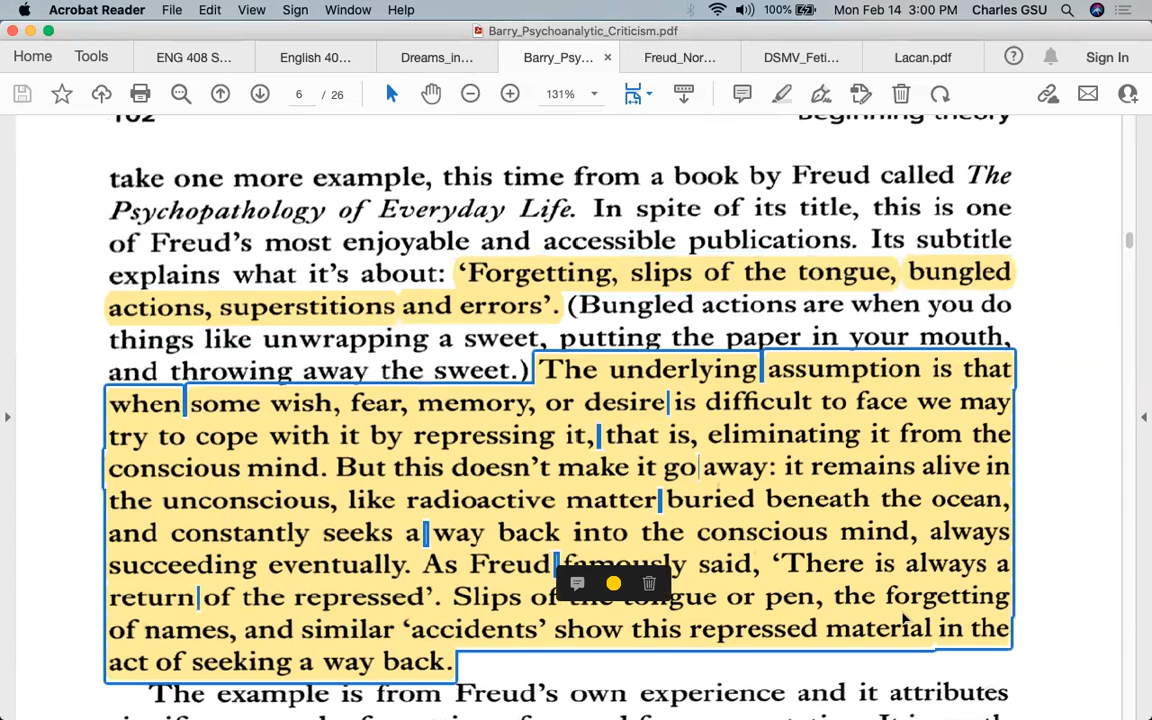 Acrobat Reader File Edit View Sign Window Help 100% Mon Feb 14 3:00 PM Charles GSU
Barry_Psychoanalytic_Criticism.pdf
Home Tools ENG 408 S... English 40... Dreams_in... Barry_Psy... × Freud_Nor... DSMV_Feti... Lacan.pdf Sign In
6 / 26 131%
102 Beginning theory
take one more example, this time from a book by Freud called The
Psychopathology of Everyday Life. In spite of its title, this is one
of Freud's most enjoyable and accessible publications. Its subtitle
explains what it's about: 'Forgetting, slips of the tongue, bungled
actions, superstitions and errors'. (Bungled actions are when you do
things like unwrapping a sweet, putting the paper in your mouth,
and throwing away the sweet.) The underlying assumption is that
when some wish, fear, memory, or desire is difficult to face we may
try to cope with it by repressing it, that is, eliminating it from the
conscious mind. But this doesn't make it go away: it remains alive in
the unconscious, like radioactive matter buried beneath the ocean,
and constantly seeks a way back into the conscious mind, always
succeeding eventually. As Freud famously said, 'There is always a
return of the repressed'. Slips of the tongue or pen, the forgetting
of names, and similar 'accidents' show this repressed material in the
act of seeking a way back.
The example is from Freud's own experience and it attributes